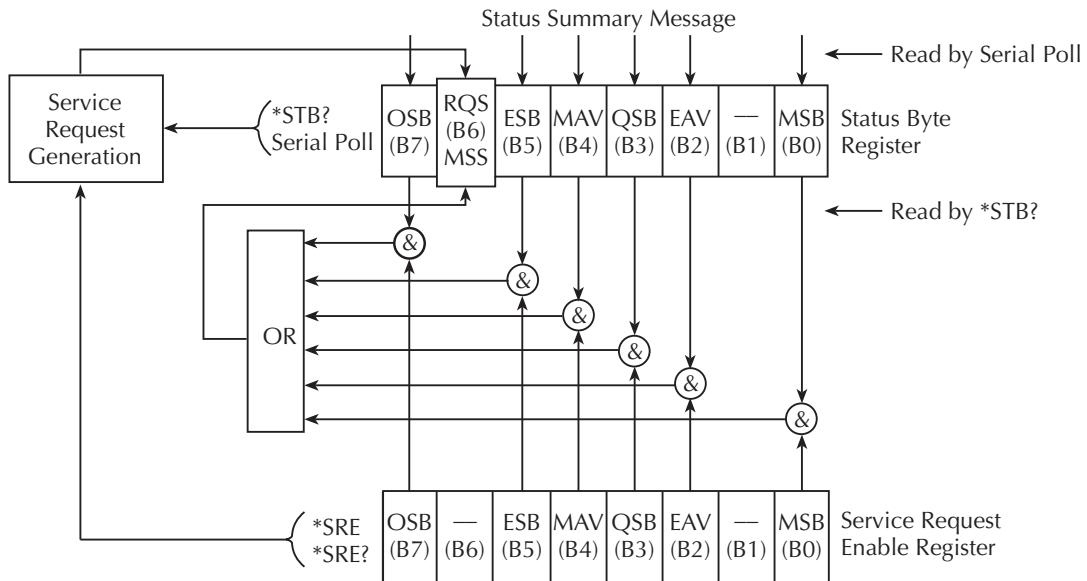 Status Summary Message
Read by Serial Poll
Service
Request
Generation
*STB?
Serial Poll
OSB
(B7)
RQS
(B6)
MSS
ESB
(B5)
MAV
(B4)
QSB
(B3)
EAV
(B2)
—
(B1)
MSB
(B0)
Status Byte
Register
Read by *STB?
&
&
&
OR
&
&
&
*SRE
*SRE?
OSB
(B7)
—
(B6)
ESB
(B5)
MAV
(B4)
QSB
(B3)
EAV
(B2)
—
(B1)
MSB
(B0)
Service Request
Enable Register